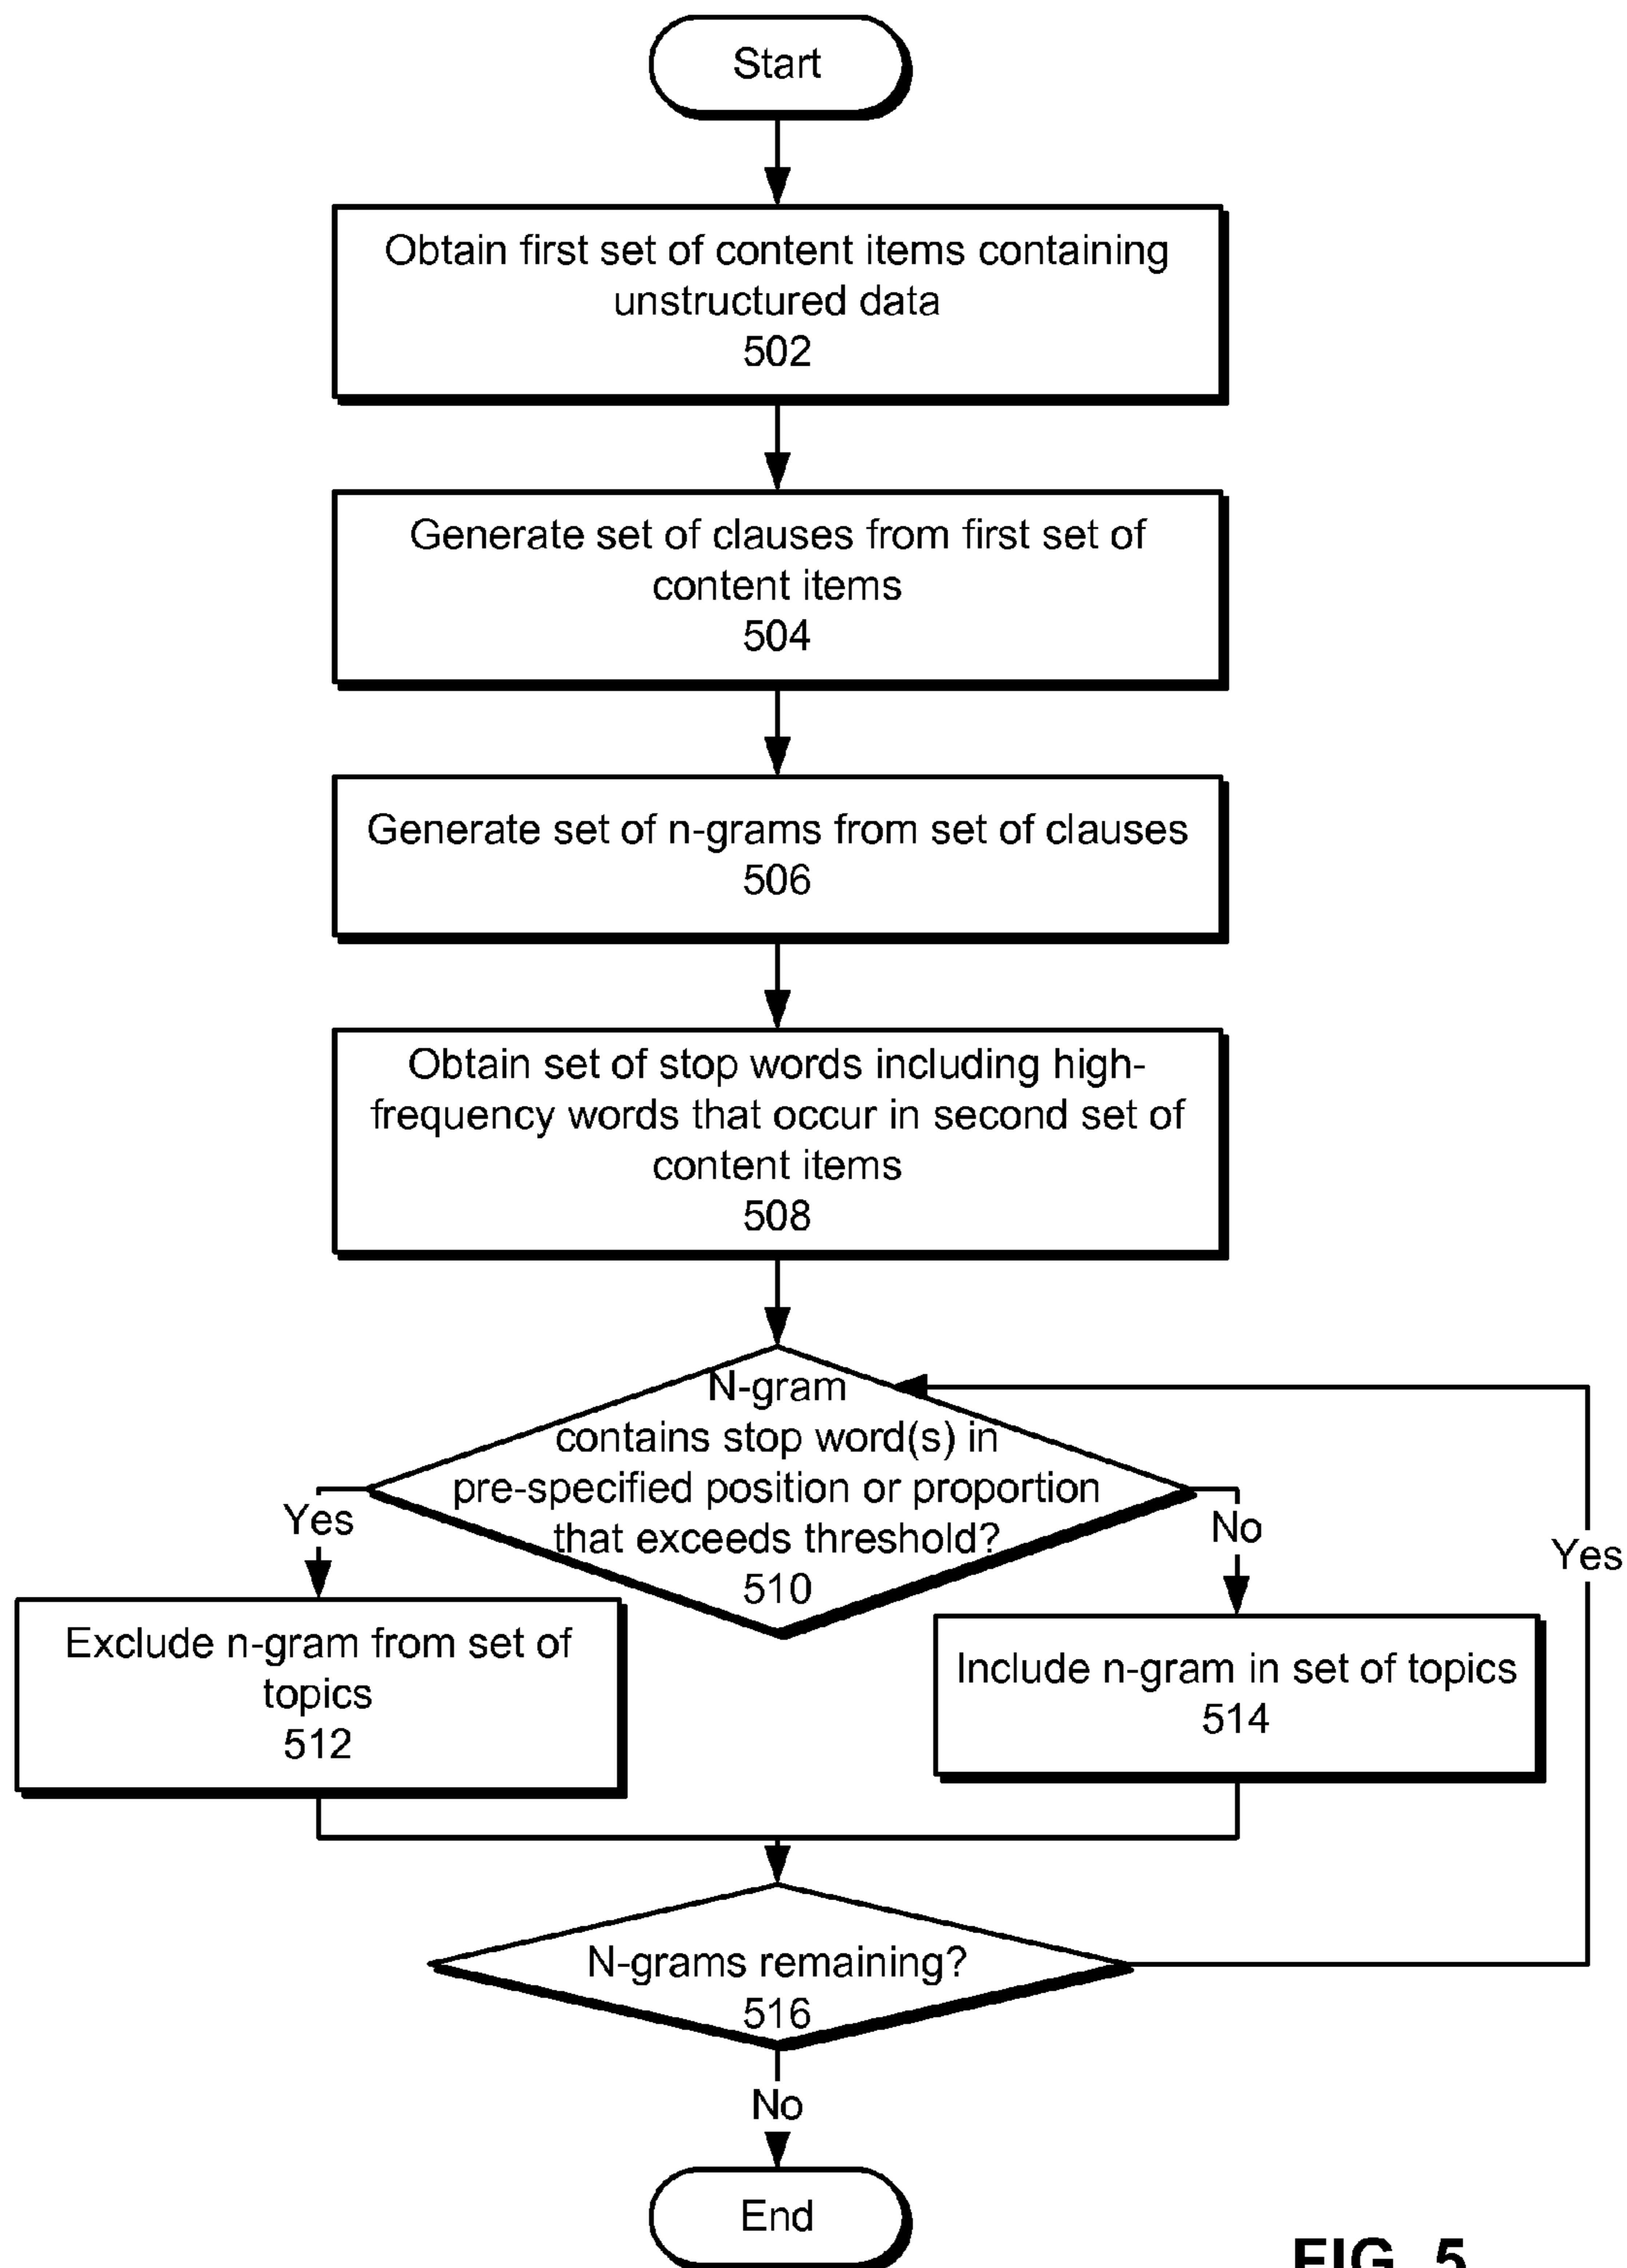 Start
Obtain first set of content items containing
unstructured data
502
Generate set of clauses from first set of
content items
504
Generate set of n-grams from set of clauses
506
Obtain set of stop words including high-
frequency words that occur in second set of
content items
508
N-gram
contains stop word(s) in
pre-specified position or proportion
that exceeds threshold?
510
Yes
No
Yes
Exclude n-gram from set of
topics
512
Include n-gram in set of topics
514
N-grams remaining?
516
No
End
FIG. 5